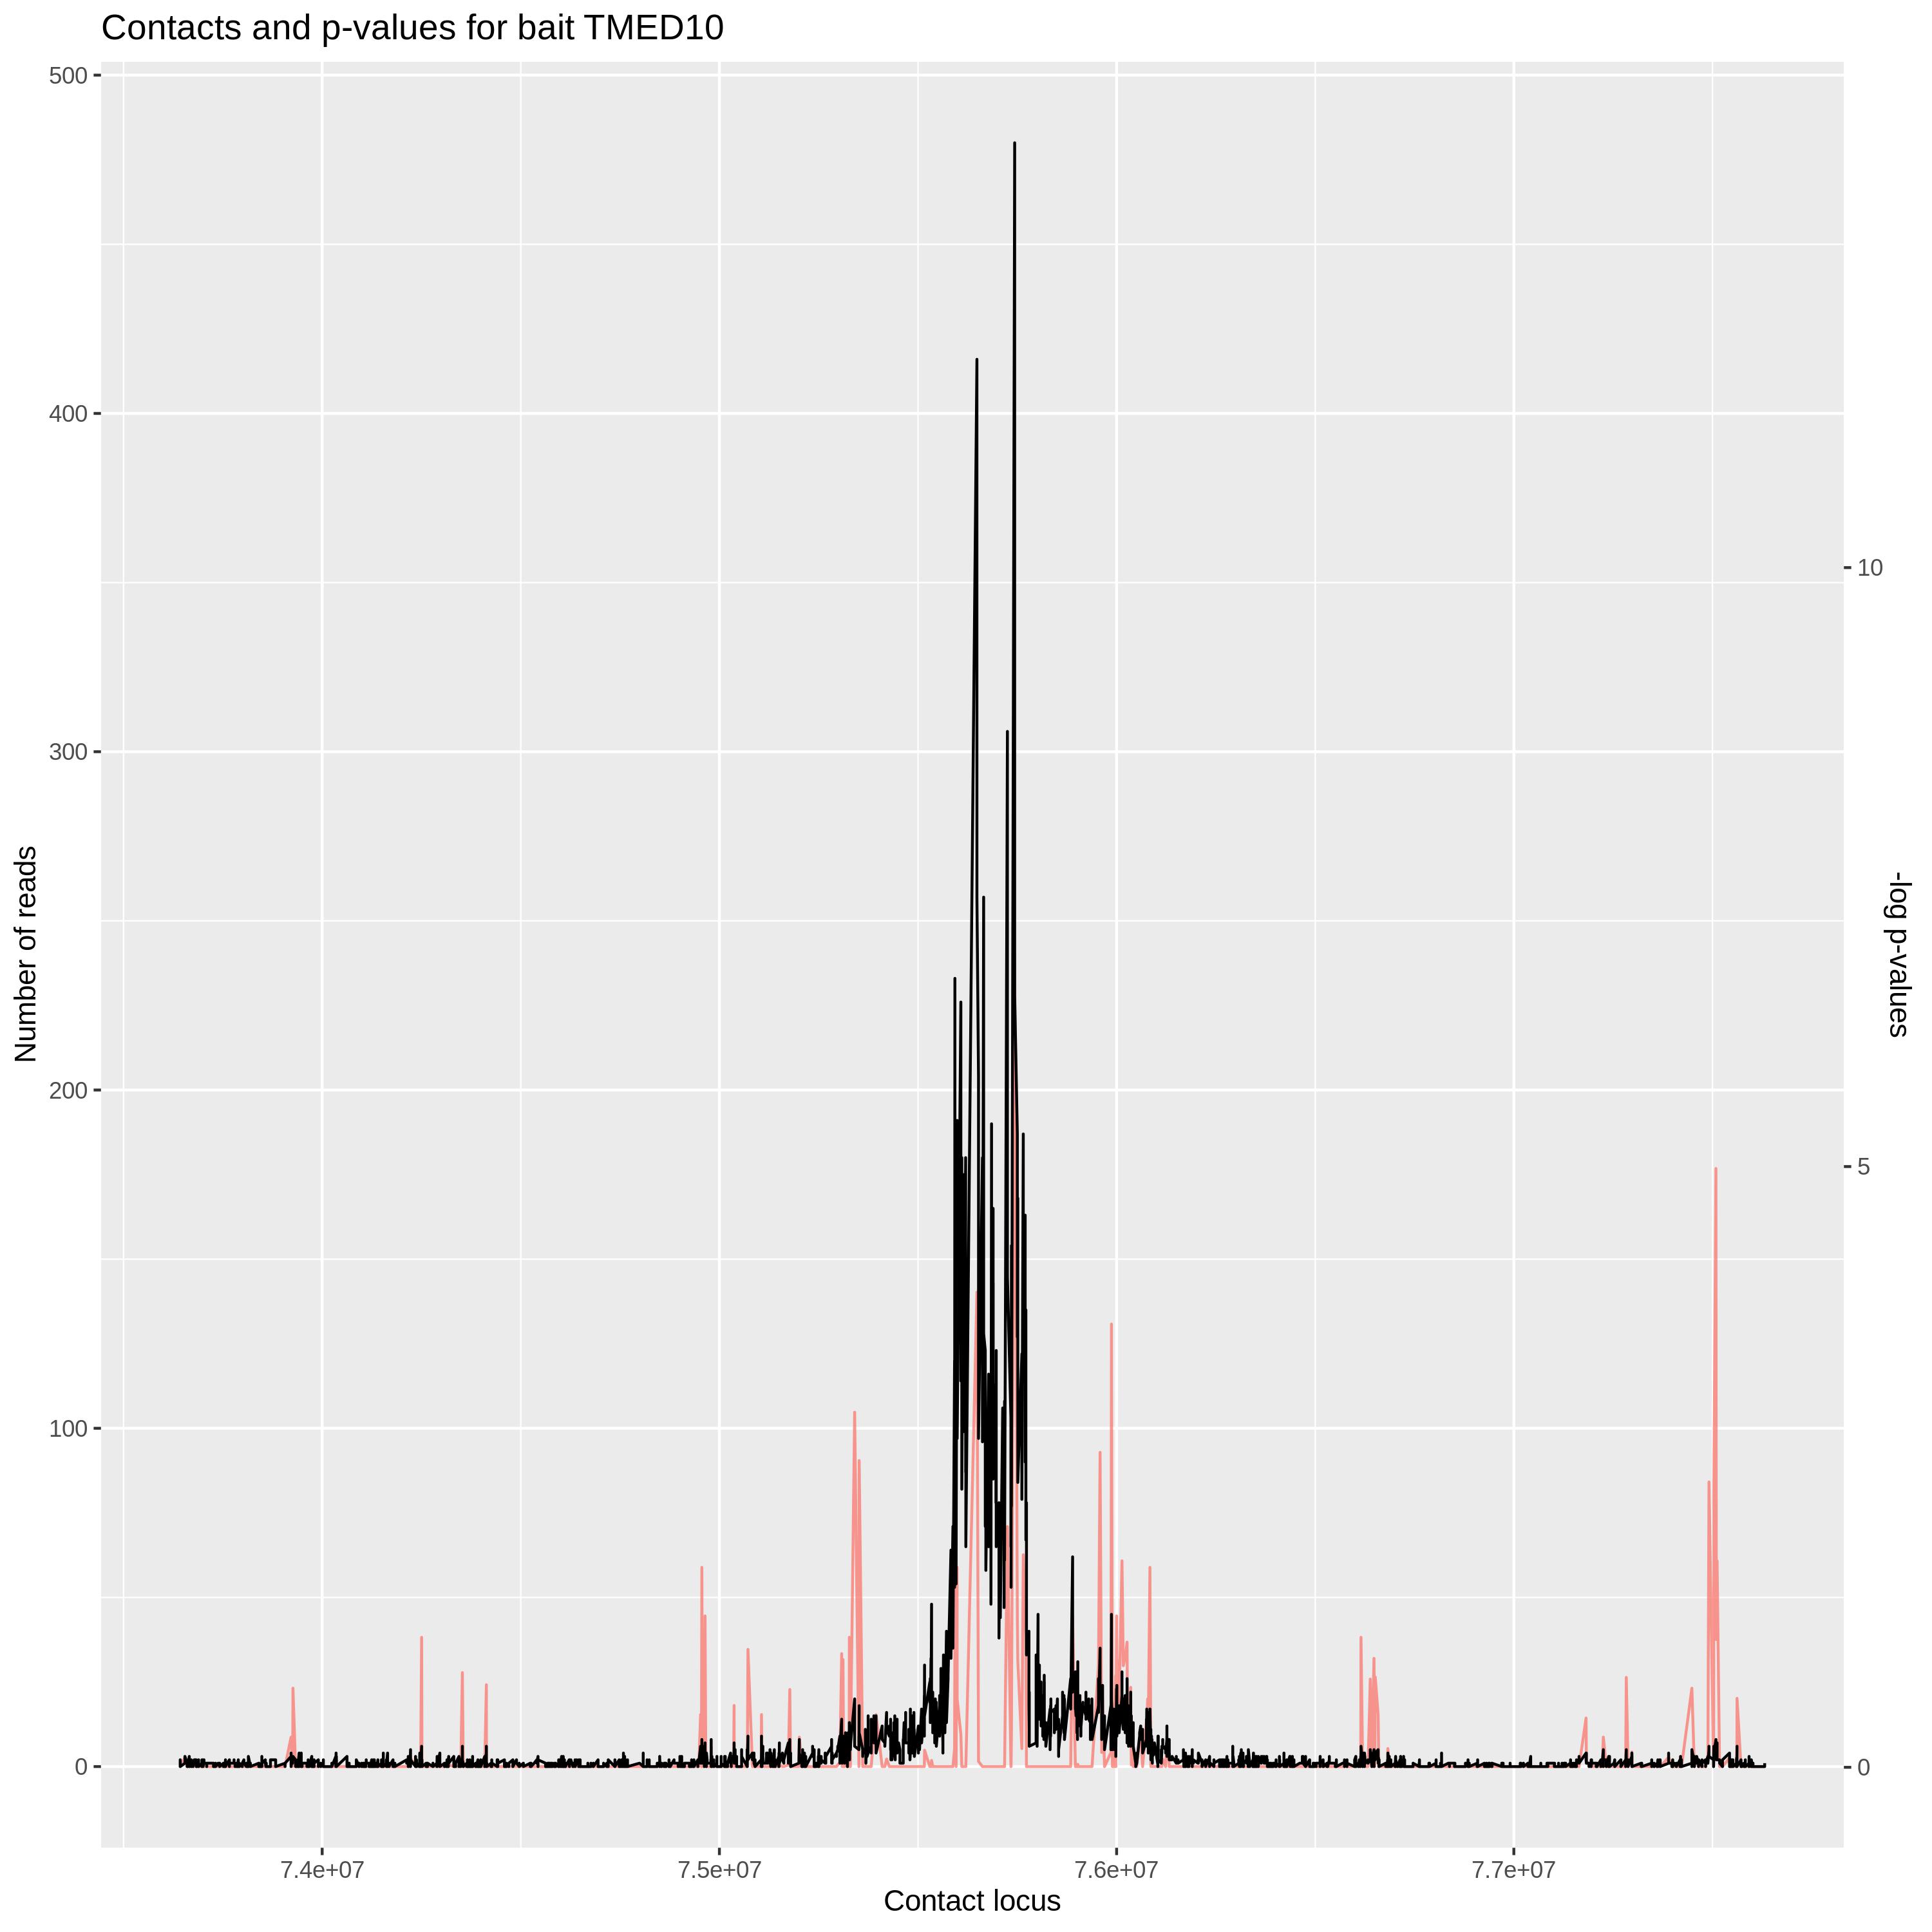 Contacts and p-values for bait TMED10
500
400
300
200
100
0
Number of reads
10
5
0
-log p-values
7.4e+07
7.5e+07
7.6e+07
7.7e+07
Contact locus